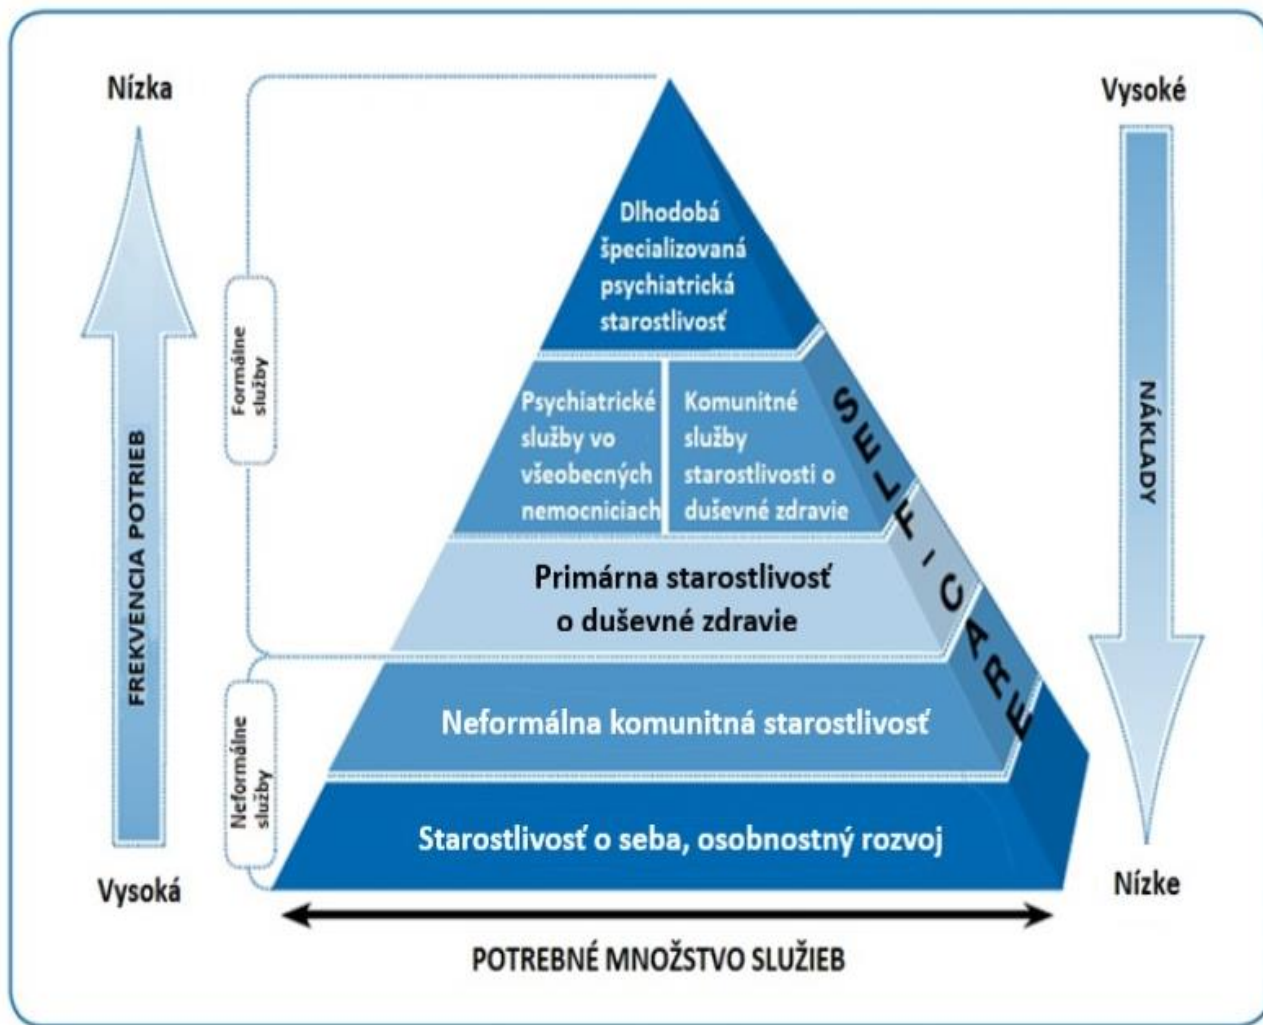 Nízka
Vysoké
Dlhodobá
špecializovaná
psychiatrická
starostlivosť
Formálne
služby
Psychiatrické
služby vo
všeobecných
nemocniciach
Komunitné
služby
starostlivosti o
duševné zdravie
SELF-CARE
NÁKLADY
FREKVENCIA POTRIEB
Primárna starostlivosť
o duševné zdravie
Neformálne
služby
Neformálna komunitná starostlivosť
Starostlivosť o seba, osobnostný rozvoj
Vysoká
Nízke
POTREBNÉ MNOŽSTVO SLUŽIEB